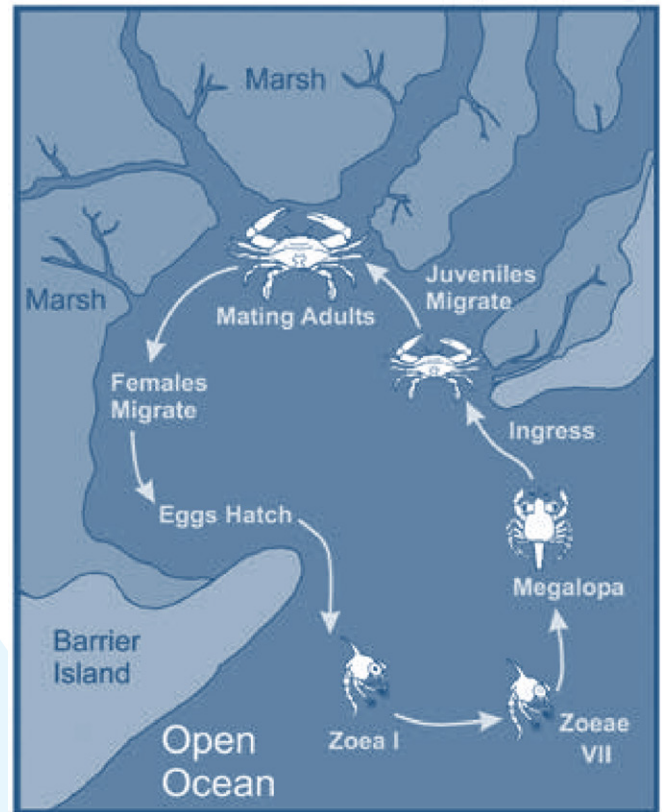 Marsh
Marsh
Juveniles
Migrate
Mating Adults
Females
Migrate
Ingress
Eggs Hatch
Megalopa
Barrier
Island
Zoea I
Zoeae
VII
Open
Ocean